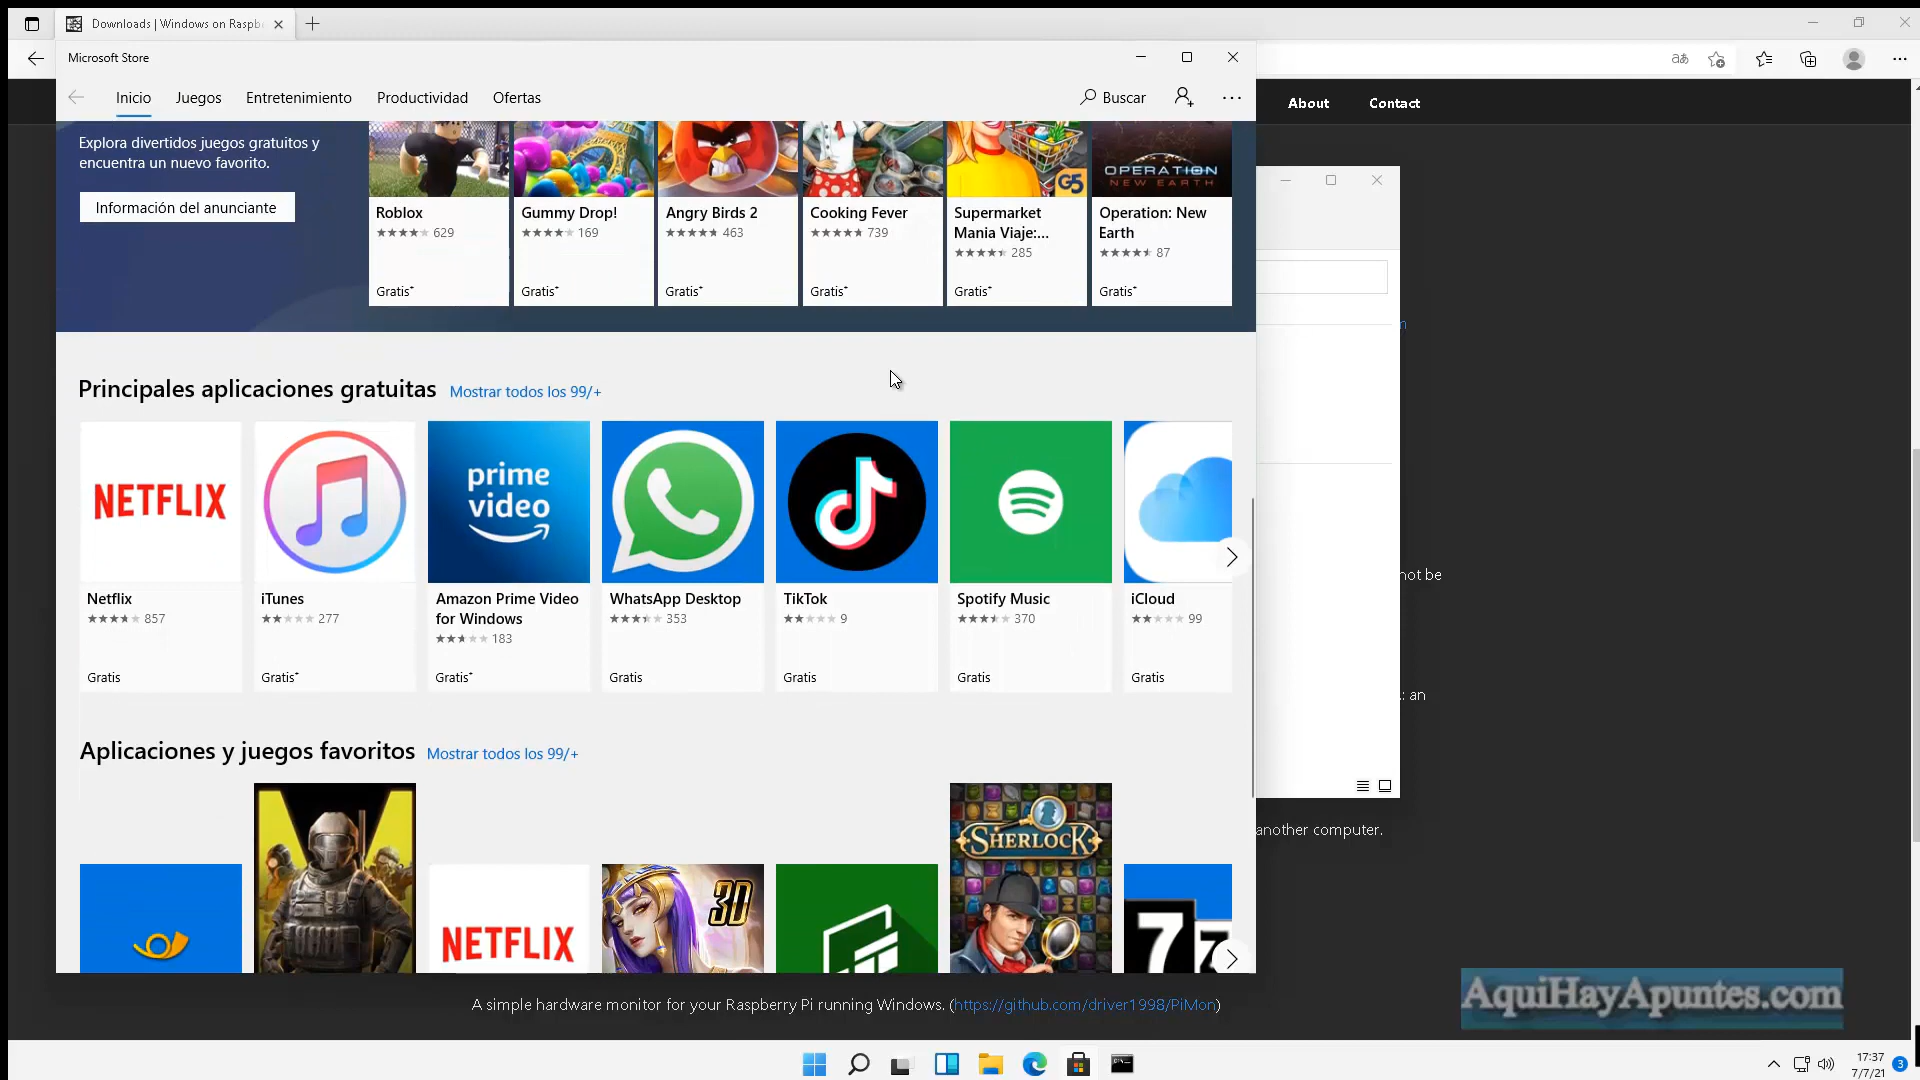 Downloads | Windows on Raspb
Microsoft Store
Inicio Juegos Entretenimiento Productividad Ofertas Buscar
About Contact
Explora divertidos juegos gratuitos y
encuentra un nuevo favorito.
Información del anunciante
OPERATION
NEW EARTH
G5
Roblox
629
Gratis+
Gummy Drop!
169
Gratis+
Angry Birds 2
463
Gratis+
Cooking Fever
739
Gratis+
Supermarket
Mania Viaje:...
285
Gratis+
Operation: New
Earth
87
Gratis+
Principales aplicaciones gratuitas Mostrar todos los 99/+
NETFLIX
prime
video
Netflix
857
Gratis
iTunes
277
Gratis+
Amazon Prime Video
for Windows
183
Gratis+
WhatsApp Desktop
353
Gratis
TikTok
9
Gratis
Spotify Music
370
Gratis
iCloud
99
Gratis
not be
: an
another computer.
Aplicaciones y juegos favoritos Mostrar todos los 99/+
NETFLIX
3D
SHERLOCK
77
A simple hardware monitor for your Raspberry Pi running Windows. (https://github.com/driver1998/PiMon)
AquiHayApuntes.com
17:37
7/7/21
3